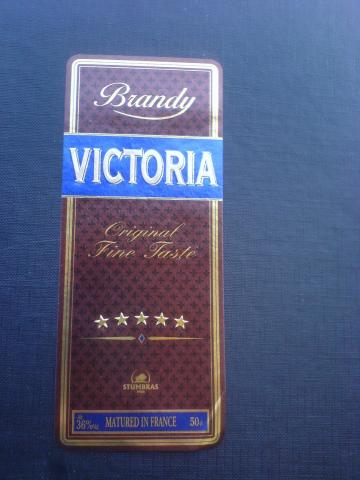 Brandy
VICTORIA
Original
Fine Taste
STUMBRAS
36% MATURED IN FRANCE 50